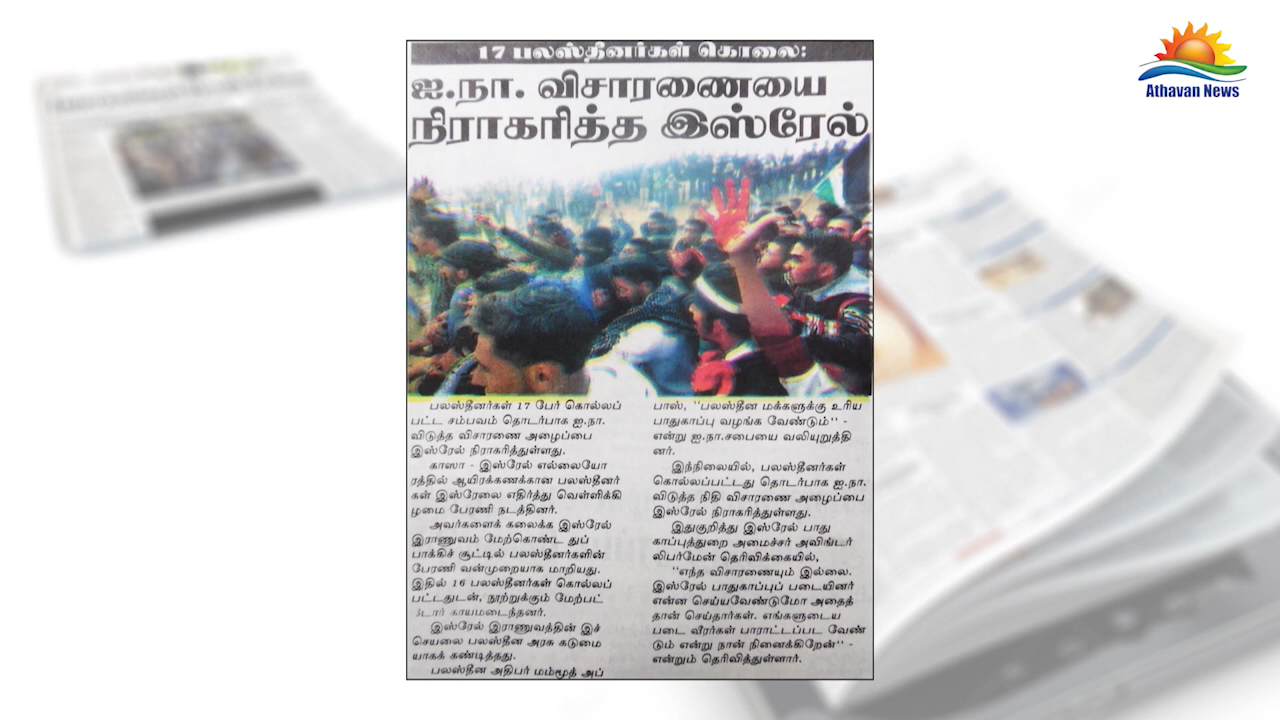 17 பலஸ்தீனர்கள் கொலை:
ஐ.நா. விசாரணையை
நிராகரித்த இஸ்ரேல்
பலஸ்தீனர்கள் 17 பேர் கொல்லப்
பட்ட சம்பவம் தொடர்பாக ஐ.நா.
விடுத்த விசாரணை அழைப்பை
இஸ்ரேல் நிராகரித்துள்ளது.
காஸா - இஸ்ரேல் எல்லையோ
ரத்தில் ஆயிரக்கணக்கான பலஸ்தீனர்
கள் இஸ்ரேலை எதிர்த்து வெள்ளிக்கி
ழமை பேரணி நடத்தினர்.
அவர்களைக் கலைக்க இஸ்ரேல்
இராணுவம் மேற்கொண்ட துப்
பாக்கிச் சூட்டில் பலஸ்தீனர்களின்
பேரணி வன்முறையாக மாறியது.
இதில் 16 பலஸ்தீனர்கள் கொல்லப்
பட்டதுடன், நூற்றுக்கும் மேற்பட்
டோர் காயமடைந்தனர்.
இஸ்ரேல் இராணுவத்தின் இச்
செயலை பலஸ்தீன அரசு கடுமை
யாகக் கண்டித்தது.
பலஸ்தீன அதிபர் மம்மூத் அப்
பாஸ், ''பலஸ்தீன மக்களுக்கு உரிய
பாதுகாப்பு வழங்க வேண்டும்'' -
என்று ஐ.நா.சபையை வலியுறுத்தி
னர்.
இந்நிலையில், பலஸ்தீனர்கள்
கொல்லப்பட்டது தொடர்பாக ஐ.நா.
விடுத்த நிதி விசாரணை அழைப்பை
இஸ்ரேல் நிராகரித்துள்ளது.
இதுகுறித்து இஸ்ரேல் பாது
காப்புத்துறை அமைச்சர் அவிங்டர்
லிபர்மேன் தெரிவிக்கையில்,
''எந்த விசாரணையும் இல்லை.
இஸ்ரேல் பாதுகாப்புப் படையினர்
என்ன செய்யவேண்டுமோ அதைத்
தான் செய்தார்கள். எங்களுடைய
படை வீரர்கள் பாராட்டப்பட வேண்
டும் என்று நான் நினைக்கிறேன்'' -
என்றும் தெரிவித்துள்ளார்.
Athavan News